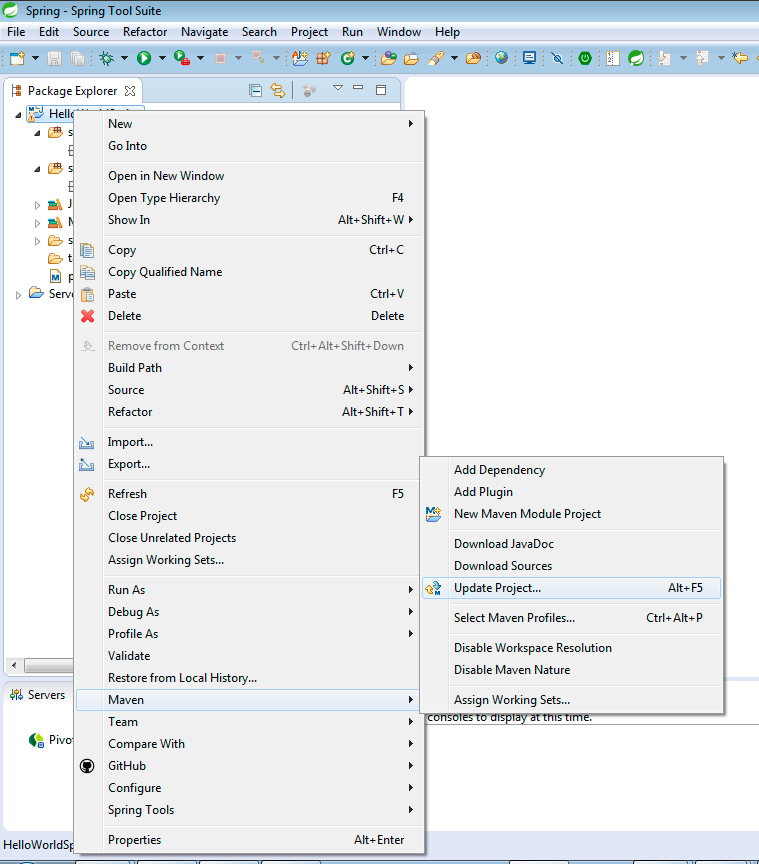 Spring - Spring Tool Suite
File Edit Source Refactor Navigate Search Project Run Window Help
Package Explorer
New
Go Into
Open in New Window
Open Type Hierarchy F4
Show In Alt+Shift+W
Copy Ctrl+C
Copy Qualified Name
Paste Ctrl+V
Delete Delete
Remove from Context Ctrl+Alt+Shift+Down
Build Path
Source Alt+Shift+S
Refactor Alt+Shift+T
Import...
Export...
Refresh F5
Close Project
Close Unrelated Projects
Assign Working Sets...
Run As
Debug As
Profile As
Validate
Restore from Local History...
Maven
Team
Compare With
GitHub
Configure
Spring Tools
Properties Alt+Enter
Add Dependency
Add Plugin
New Maven Module Project
Download JavaDoc
Download Sources
Update Project... Alt+F5
Select Maven Profiles... Ctrl+Alt+P
Disable Workspace Resolution
Disable Maven Nature
Assign Working Sets...
Servers
consoles to display at this time.
HelloWorldSp